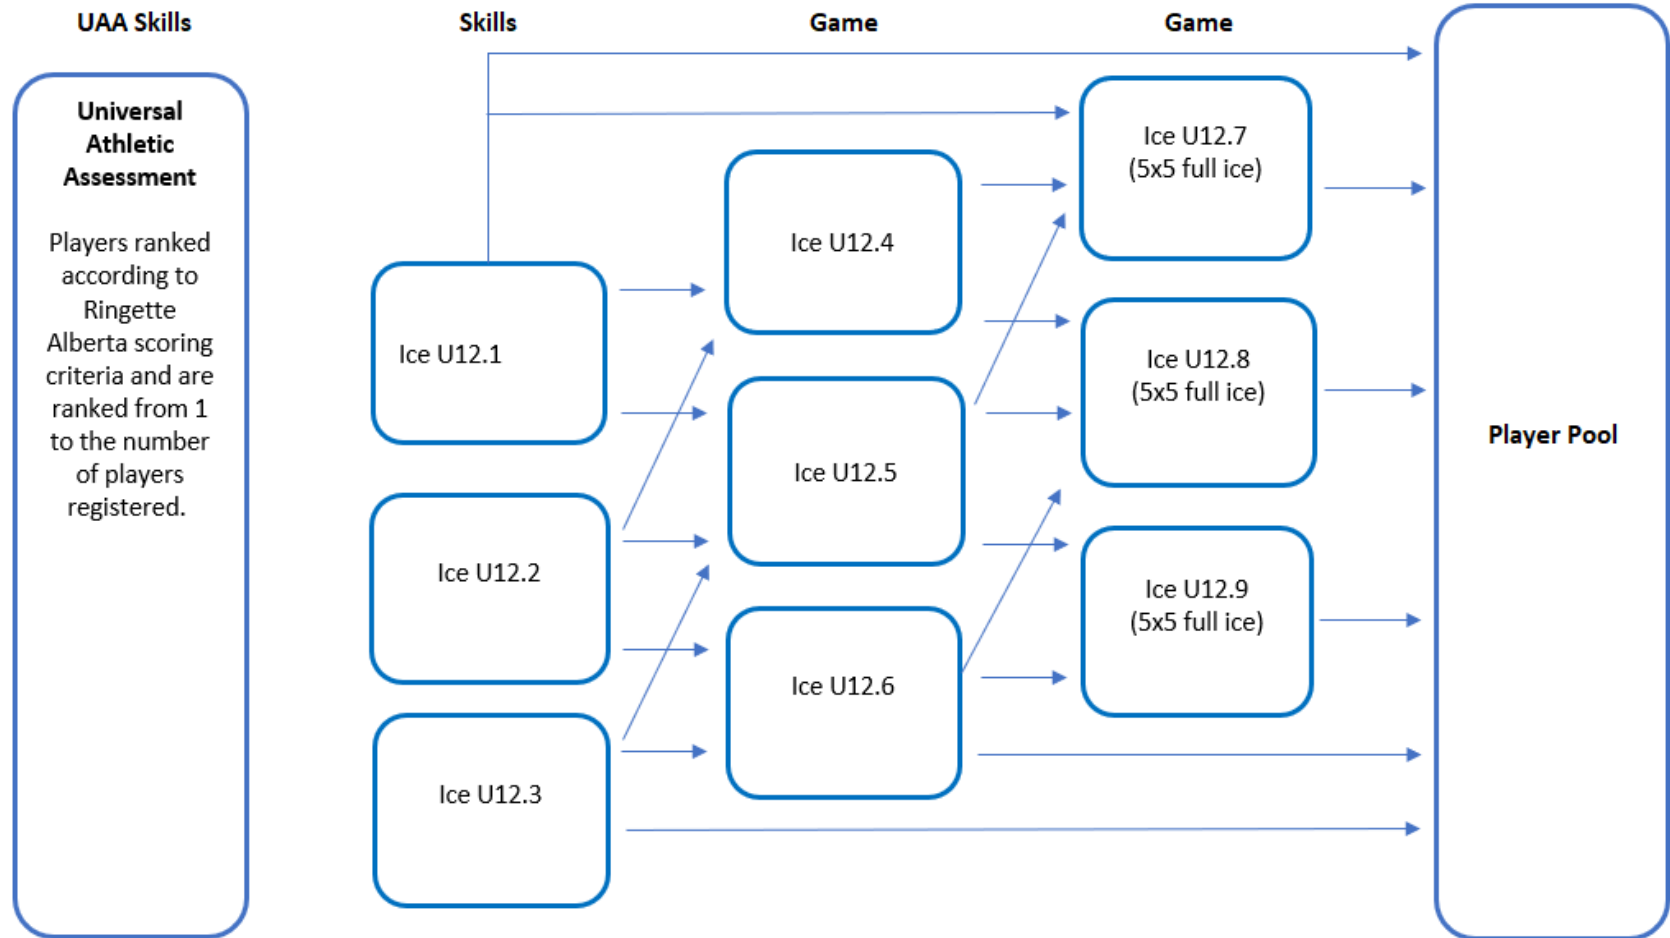 UAA Skills
Skills
Game
Game
Universal
Athletic
Assessment
Players ranked
according to
Ringette
Alberta scoring
criteria and are
ranked from 1
to the number
of players
registered.
Ice U12.1
Ice U12.2
Ice U12.3
Ice U12.4
Ice U12.5
Ice U12.6
Ice U12.7
(5x5 full ice)
Ice U12.8
(5x5 full ice)
Ice U12.9
(5x5 full ice)
Player Pool